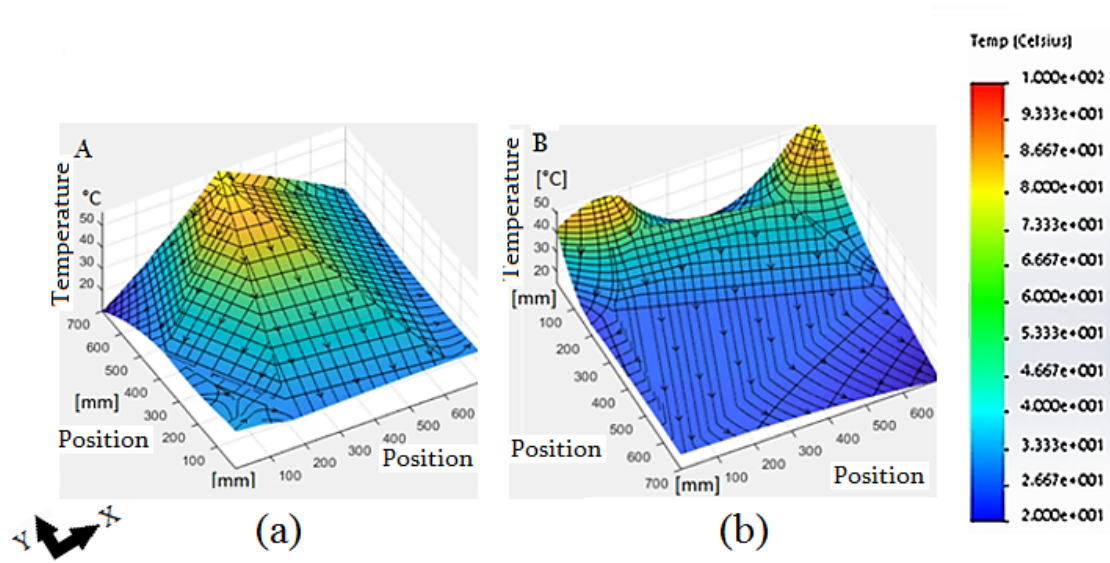 Temp (Celsius)
1.000e+002
9.333e+001
8.667e+001
8.000e+001
7.333e+001
6.667e+001
6.000e+001
5.333e+001
4.667e+001
4.000e+001
3.333e+001
2.667e+001
2.000e+001
A
Temperature
°C
50
40
30
20
700
600
500
400
300
200
100
[mm]
Position
[mm]
100
200
300
400
500
600
Position
B
Temperature
[°C]
50
40
30
20
[mm]
100
200
300
400
500
600
700
Position
[mm]
100
200
300
400
500
600
Position
Y
X
(a)
(b)